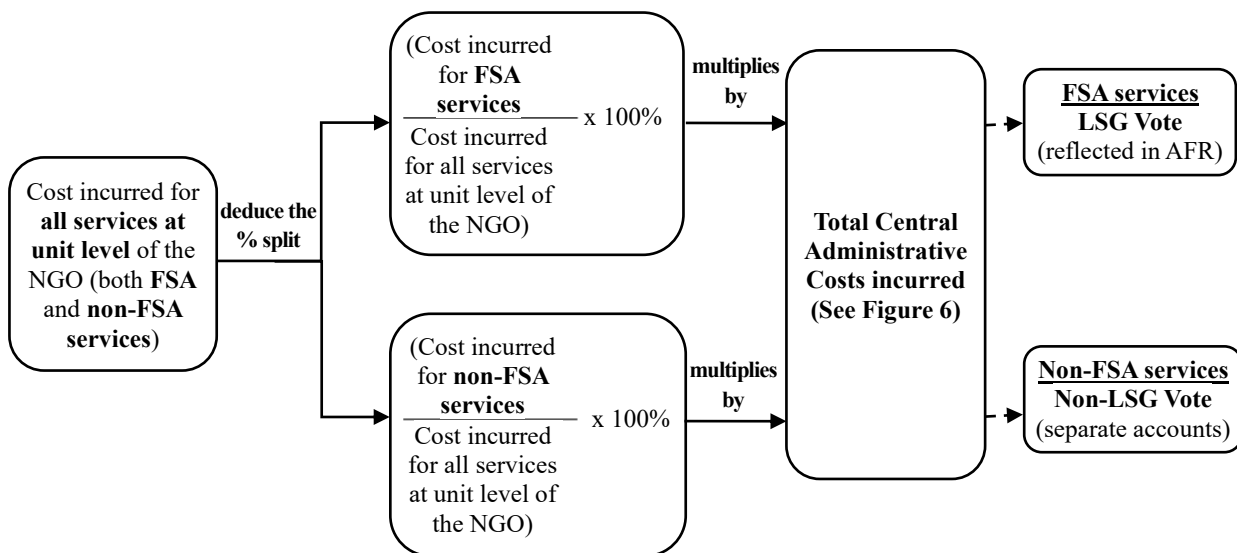 Cost incurred for
all services at
unit level of the
NGO (both FSA
and non-FSA
services)
deduce the
% split
(Cost incurred
for FSA
services
x 100%
Cost incurred
for all services
at unit level of
the NGO)
multiplies
by
(Cost incurred
for non-FSA
services
x 100%
Cost incurred
for all services
at unit level of
the NGO)
multiplies
by
Total Central
Administrative
Costs incurred
(See Figure 6)
FSA services
LSG Vote
(reflected in AFR)
Non-FSA services
Non-LSG Vote
(separate accounts)